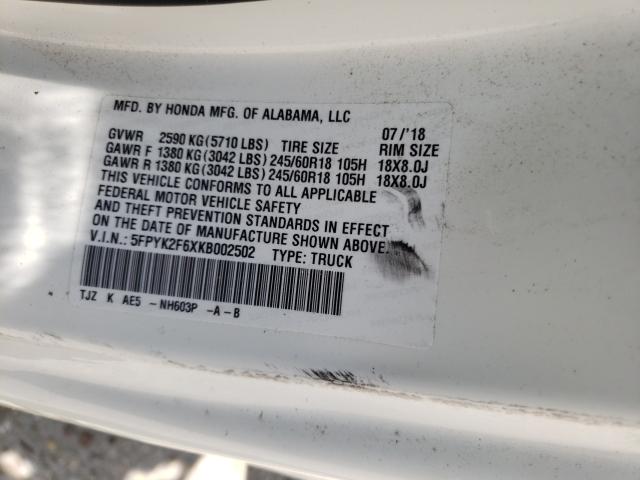 MFD. BY HONDA MFG. OF ALABAMA, LLC
07/'18
GVWR 2590 KG(5710 LBS) TIRE SIZE RIM SIZE
GAWR F 1380 KG(3042 LBS) 245/60R18 105H 18X8.0J
GAWR R 1380 KG(3042 LBS) 245/60R18 105H 18X8.0J
THIS VEHICLE CONFORMS TO ALL APPLICABLE
FEDERAL MOTOR VEHICLE SAFETY
AND THEFT PREVENTION STANDARDS IN EFFECT
ON THE DATE OF MANUFACTURE SHOWN ABOVE.
V.I.N.: 5FPYK2F6XKB002502 TYPE: TRUCK
TJZ K AE5 -NH603P -A-B